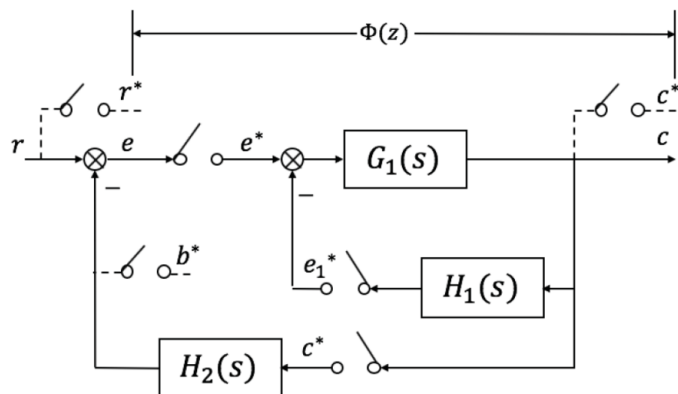 Φ(z)
r* c*
r e e* G₁(s) c
− −
b* e₁* H₁(s)
c*
H₂(s)